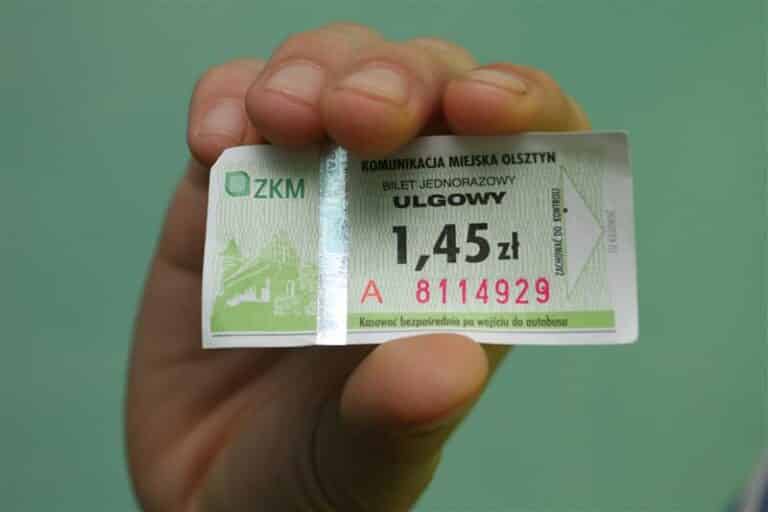 ZKM
KOMUNIKACJA MIEJSKA OLSZTYN
BILET JEDNORAZOWY
ULGOWY
1,45 zł
A 8114929
Kasować bezpośrednio po wejściu do autobusu
ZACHOWAĆ DO KONTROLI